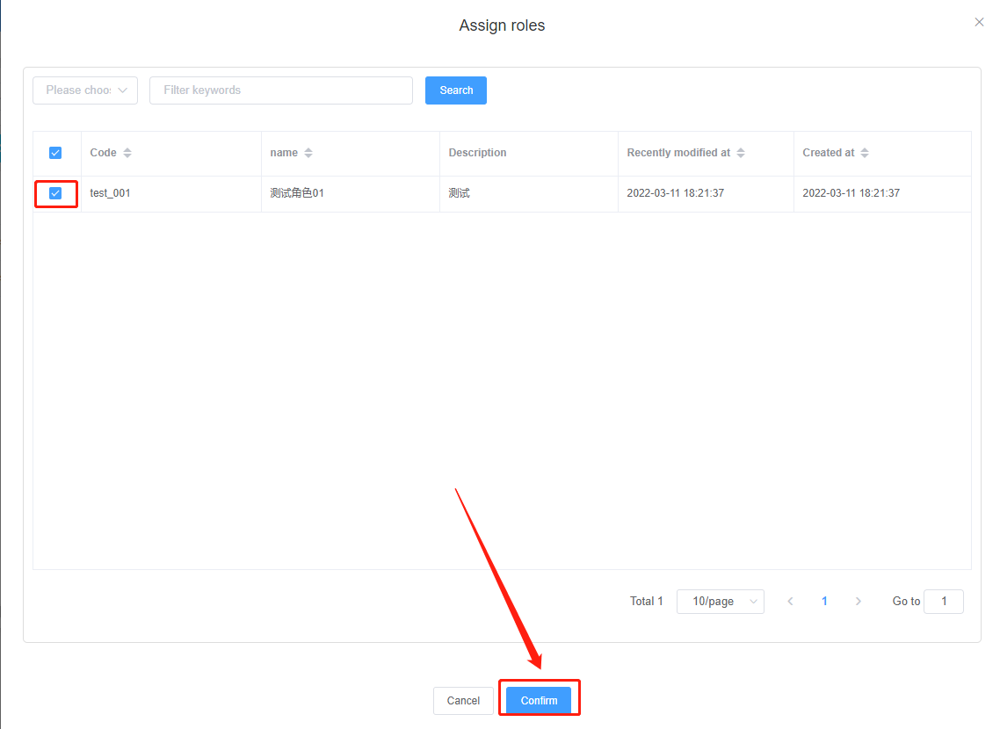 Assign roles
Please choo
Filter keywords
Search
Code
name
Description
Recently modified at
Created at
test_001
测试角色01
测试
2022-03-11 18:21:37
2022-03-11 18:21:37
Total 1
10/page
1
Go to
1
Cancel
Confirm